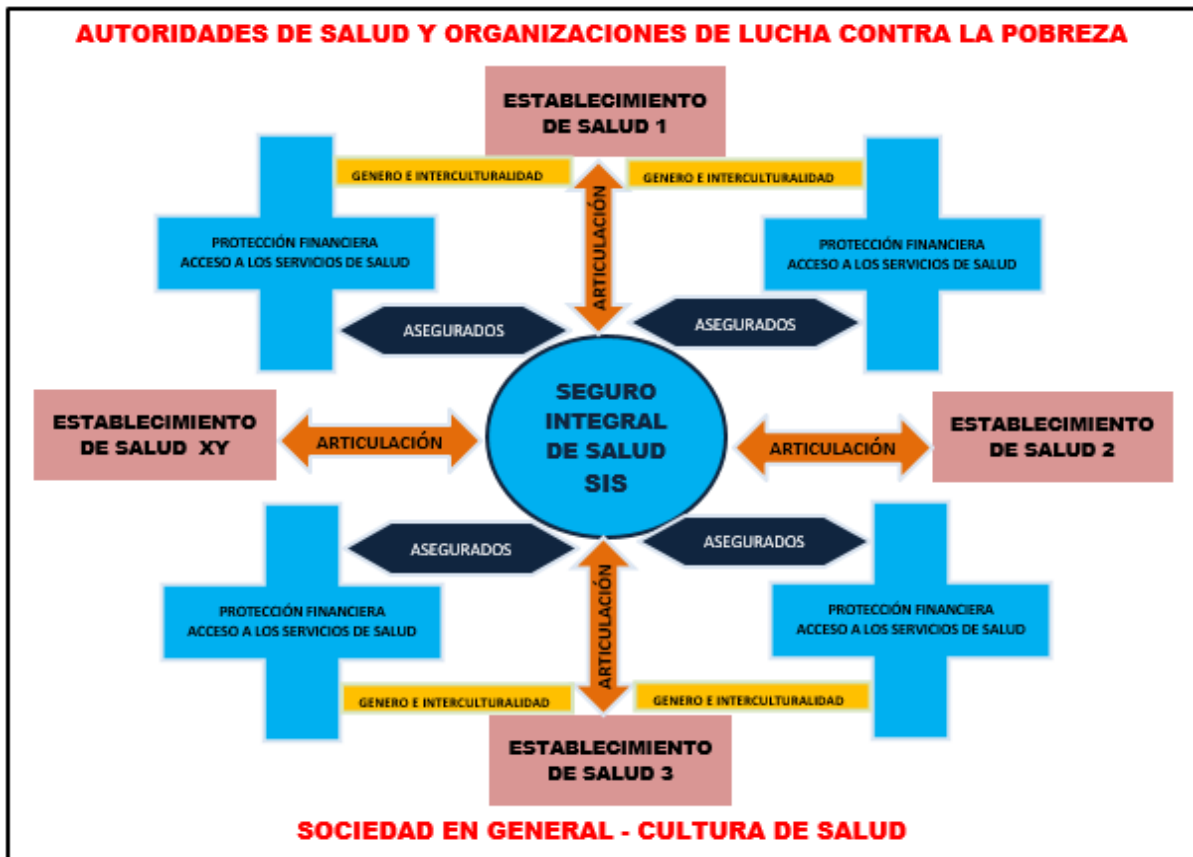 AUTORIDADES DE SALUD Y ORGANIZACIONES DE LUCHA CONTRA LA POBREZA
ESTABLECIMIENTO
DE SALUD 1
GENERO E INTERCULTURALIDAD
GENERO E INTERCULTURALIDAD
PROTECCIÓN FINANCIERA
ACCESO A LOS SERVICIOS DE SALUD
ARTICULACIÓN
PROTECCIÓN FINANCIERA
ACCESO A LOS SERVICIOS DE SALUD
ASEGURADOS
ASEGURADOS
ESTABLECIMIENTO
DE SALUD XY
ARTICULACIÓN
SEGURO
INTEGRAL
DE SALUD
SIS
ARTICULACIÓN
ESTABLECIMIENTO
DE SALUD 2
ASEGURADOS
ASEGURADOS
PROTECCIÓN FINANCIERA
ACCESO A LOS SERVICIOS DE SALUD
ARTICULACIÓN
PROTECCIÓN FINANCIERA
ACCESO A LOS SERVICIOS DE SALUD
GENERO E INTERCULTURALIDAD
GENERO E INTERCULTURALIDAD
ESTABLECIMIENTO
DE SALUD 3
SOCIEDAD EN GENERAL - CULTURA DE SALUD